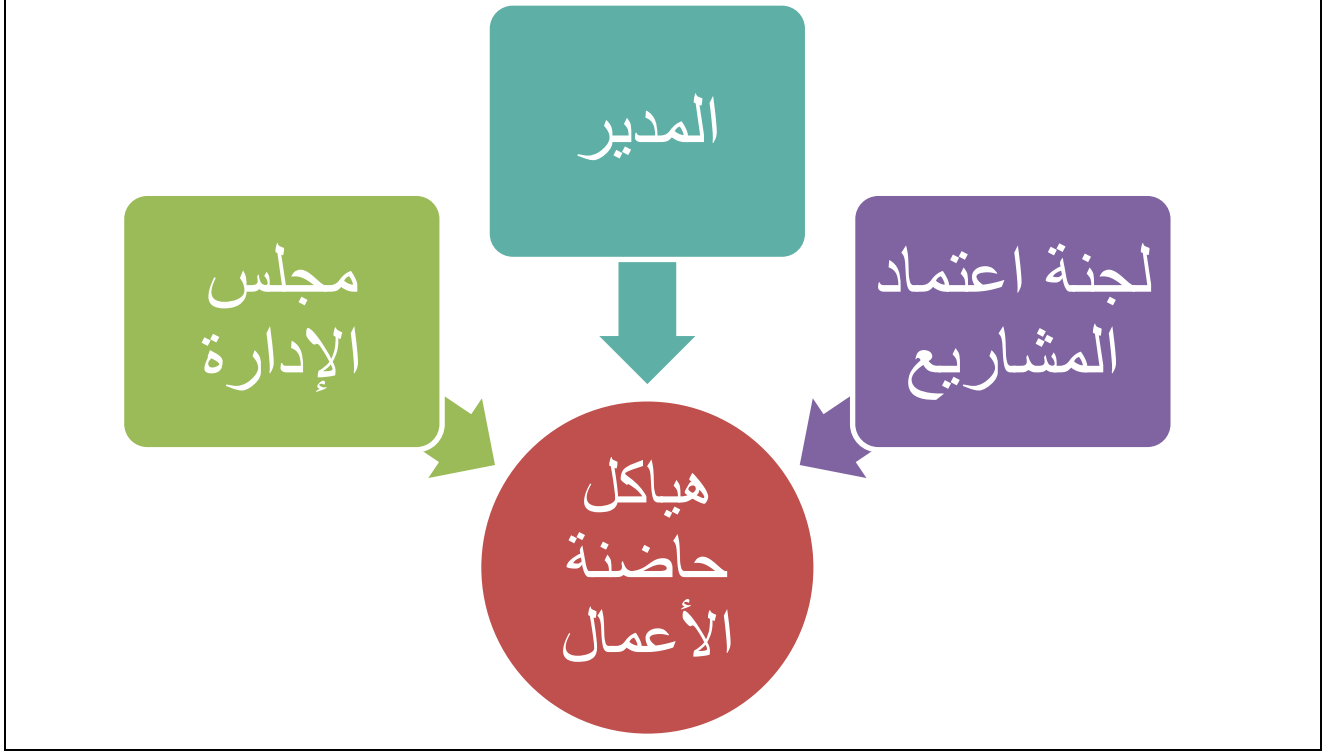 المدير
لجنة اعتماد
المشاريع
مجلس
الإدارة
هياكل
حاضنة
الأعمال